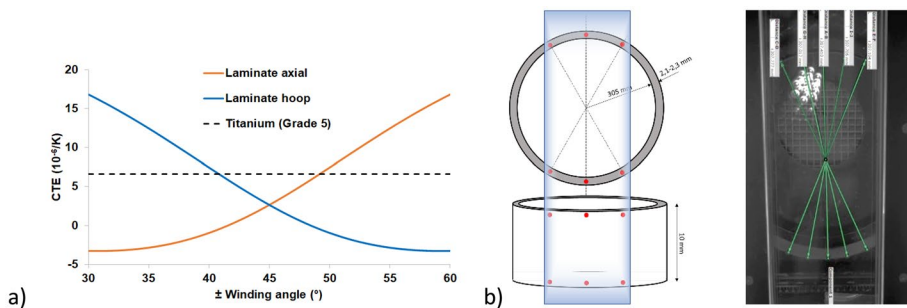 Laminate axial
Laminate hoop
Titanium (Grade 5)
CTE (10⁻⁶/K)
20
15
10
5
0
-5
30
35
40
45
50
55
60
± Winding angle (°)
a)
2,1-2,3 mm
305 mm
10 mm
b)